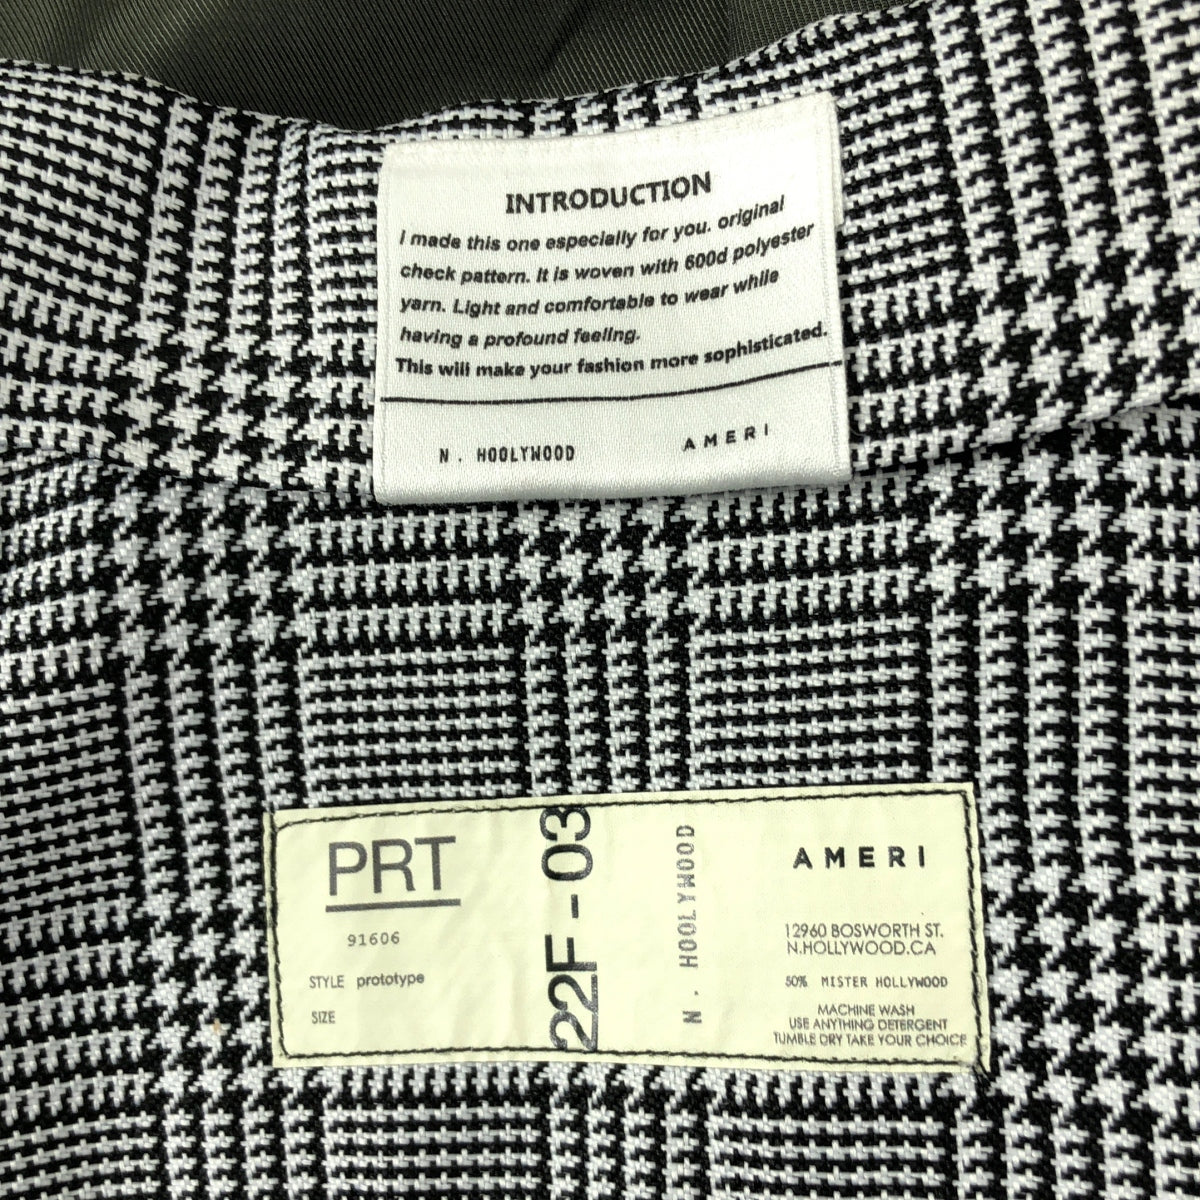 INTRODUCTION
I made this one especially for you. original
check pattern. It is woven with 600d polyester
yarn. Light and comfortable to wear while
having a profound feeling.
This will make your fashion more sophisticated.
N . HOOLYWOOD
AMERI
PRT
91606
STYLE prototype
SIZE
22F-03
N . HOOLYWOOD
AMERI
12960 BOSWORTH ST.
N.HOLLYWOOD.CA
50% MISTER HOLLYWOOD
MACHINE WASH
USE ANYTHING DETERGENT
TUMBLE DRY TAKE YOUR CHOICE